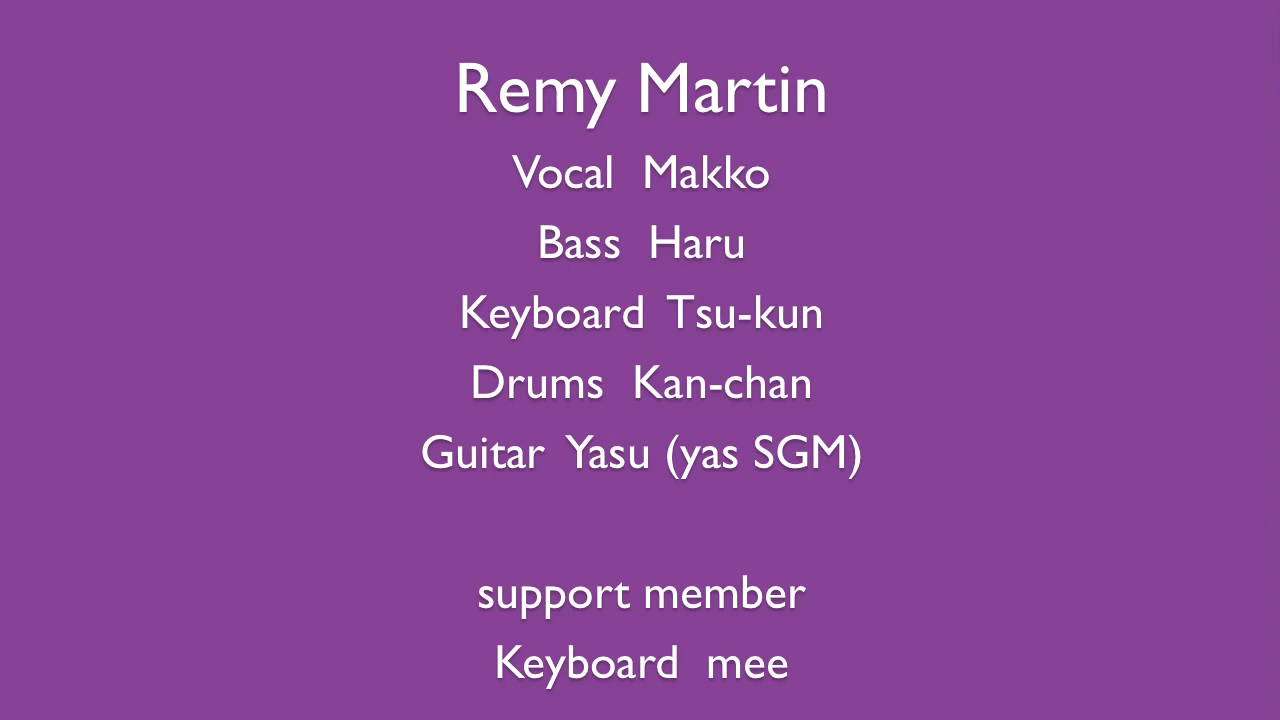 Remy Martin
Vocal  Makko
Bass  Haru
Keyboard  Tsu-kun
Drums  Kan-chan
Guitar  Yasu (yas SGM)
support member
Keyboard  mee